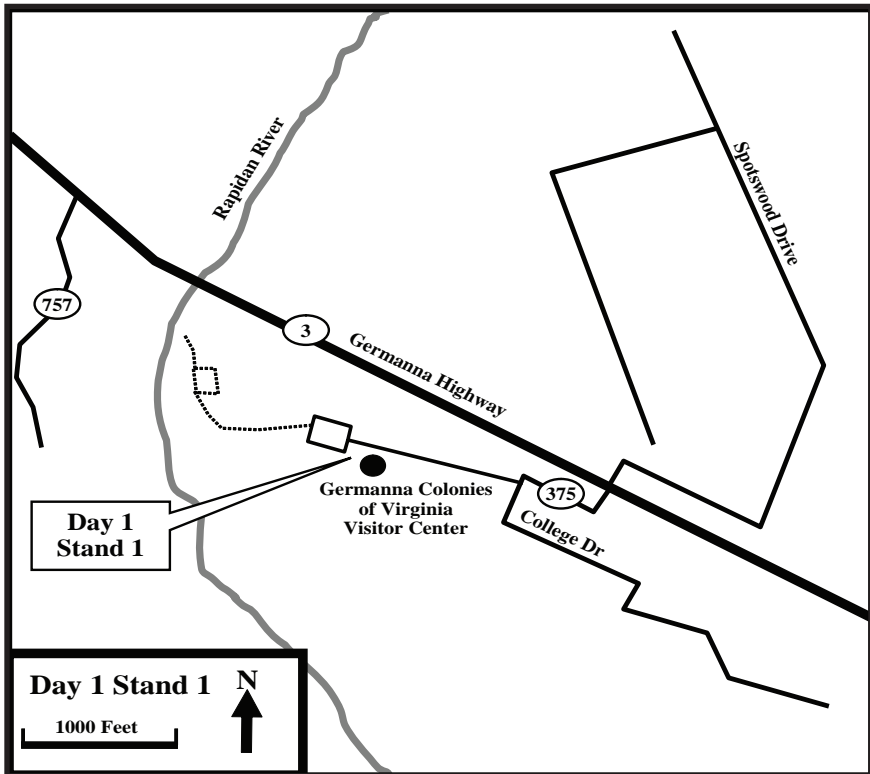 Rapidan River
Spotswood Drive
757
3
Germanna Highway
375
College Dr
Germanna Colonies
of Virginia
Visitor Center
Day 1
Stand 1
Day 1 Stand 1
N
1000 Feet